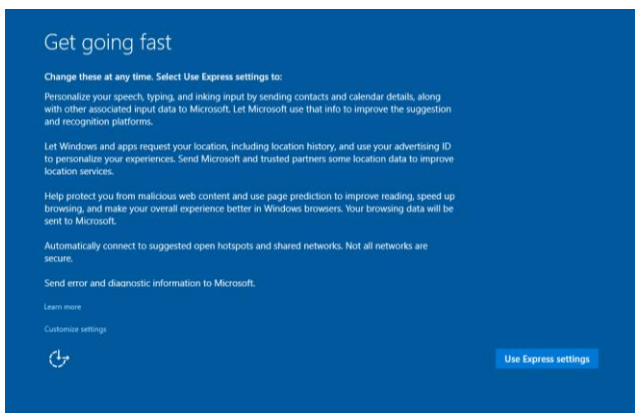 Get going fast
Change these at any time. Select Use Express settings to:
Personalize your speech, typing, and inking input by sending contacts and calendar details, along
with other associated input data to Microsoft. Let Microsoft use that info to improve the suggestion
and recognition platforms.
Let Windows and apps request your location, including location history, and use your advertising ID
to personalize your experiences. Send Microsoft and trusted partners some location data to improve
location services.
Help protect you from malicious web content and use page prediction to improve reading, speed up
browsing, and make your overall experience better in Windows browsers. Your browsing data will be
sent to Microsoft.
Automatically connect to suggested open hotspots and shared networks. Not all networks are
secure.
Send error and diagnostic information to Microsoft.
Learn more
Customize settings
Use Express settings